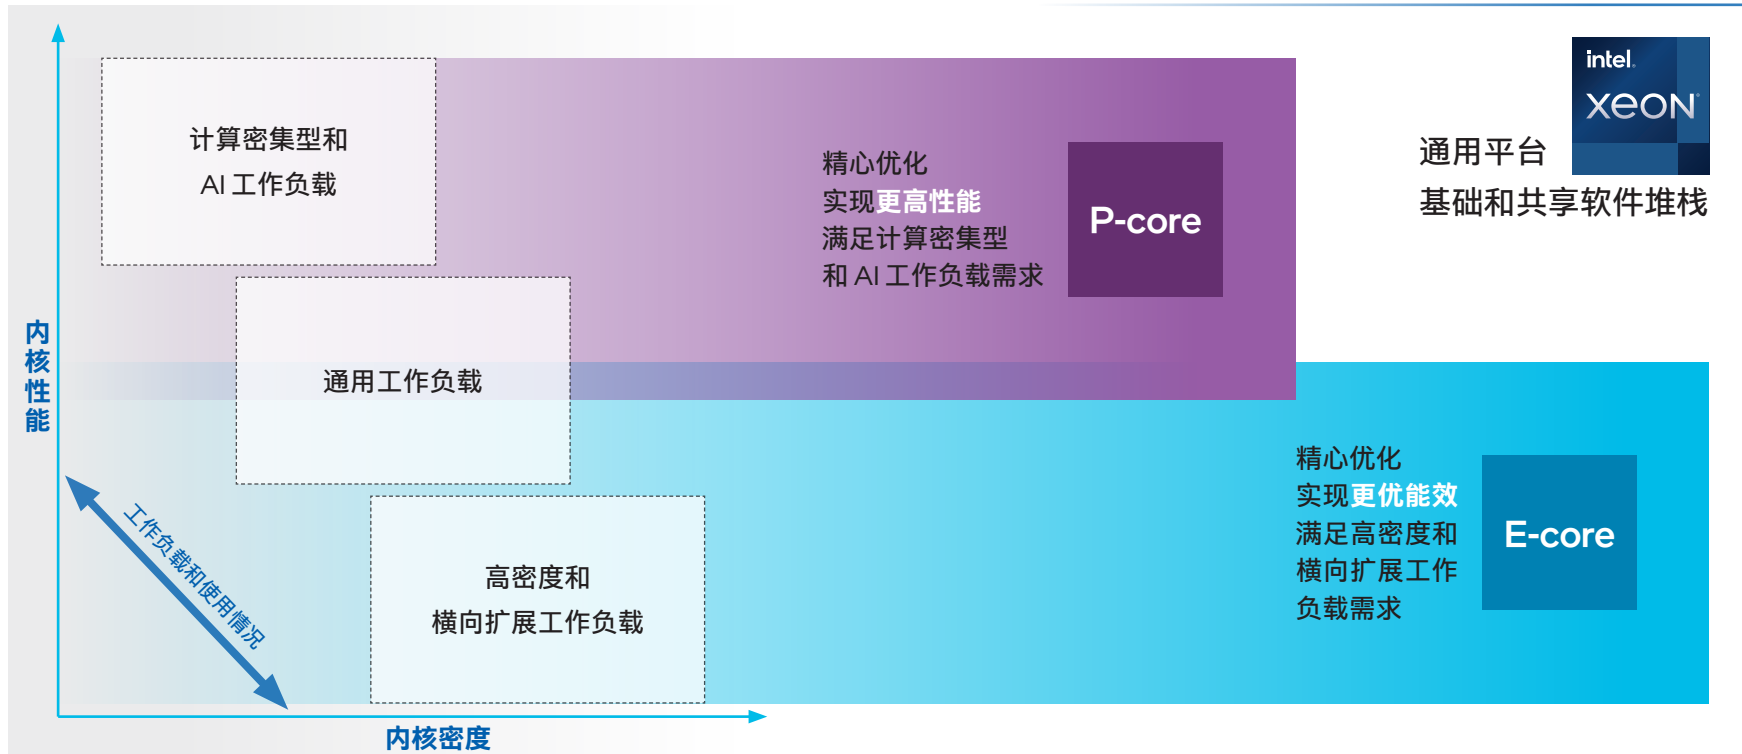 intel.
xeon
通用平台
基础和共享软件堆栈
计算密集型和
AI 工作负载
精心优化
实现更高性能
满足计算密集型
和 AI 工作负载需求
P-core
内核性能
通用工作负载
精心优化
实现更优能效
满足高密度和
横向扩展工作
负载需求
E-core
工作负载和使用情况
高密度和
横向扩展工作负载
内核密度